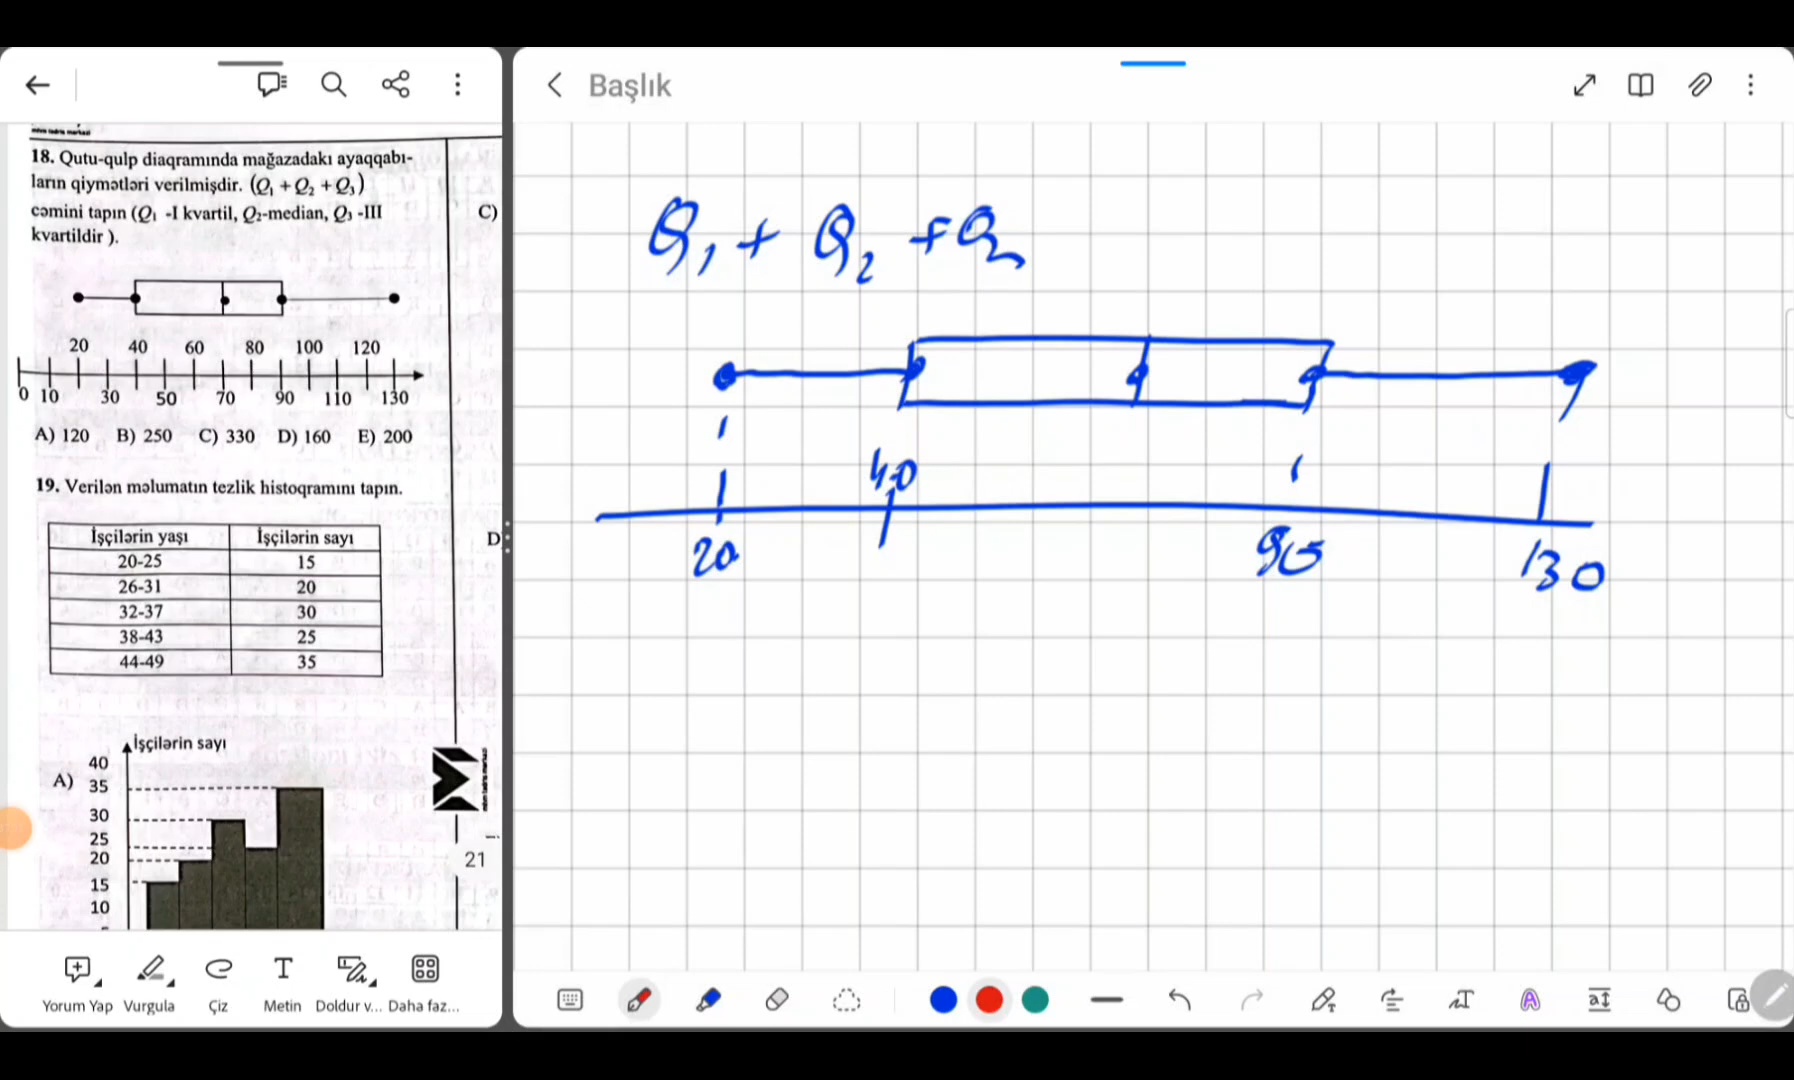 Başlık
18. Qutu-qulp diaqramında mağazadakı ayaqqabı-
ların qiymətləri verilmişdir. (Q₁ + Q₂ + Q₃)
cəmini tapın (Q₁ -I kvartil, Q₂-median, Q₃ -III
kvartildir ).
20 40 60 80 100 120
0 10 30 50 70 90 110 130
A) 120 B) 250 C) 330 D) 160 E) 200
19. Verilən məlumatın tezlik histoqramını tapın.
İşçilərin yaşı İşçilərin sayı
20-25 15
26-31 20
32-37 30
38-43 25
44-49 35
İşçilərin sayı
A)
40
35
30
25
20
15
10
C)
D
21
Yorum Yap Vurgula Çiz Metin Doldur v... Daha faz...
Q₁ + Q₂ + Q
40
20 90 130